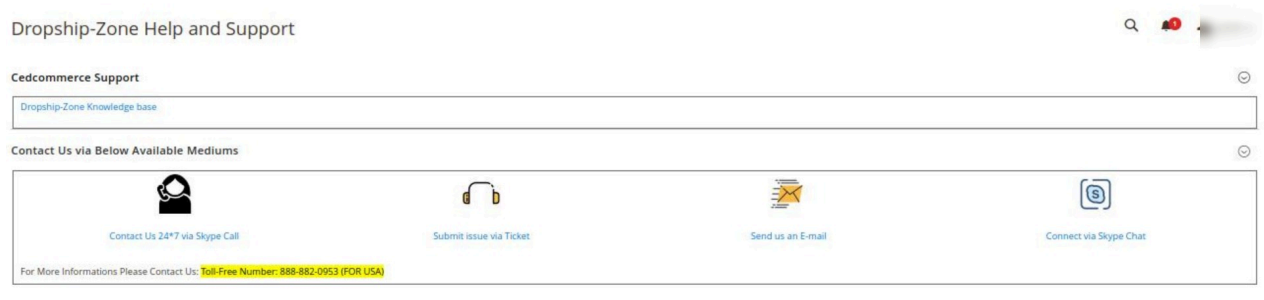 Dropship-Zone Help and Support
1
Cedcommerce Support
Dropship-Zone Knowledge base
Contact Us via Below Available Mediums
S
Contact Us 24*7 via Skype Call
Submit issue via Ticket
Send us an E-mail
Connect via Skype Chat
For More Informations Please Contact Us: Toll-Free Number: 888-882-0953 (FOR USA)